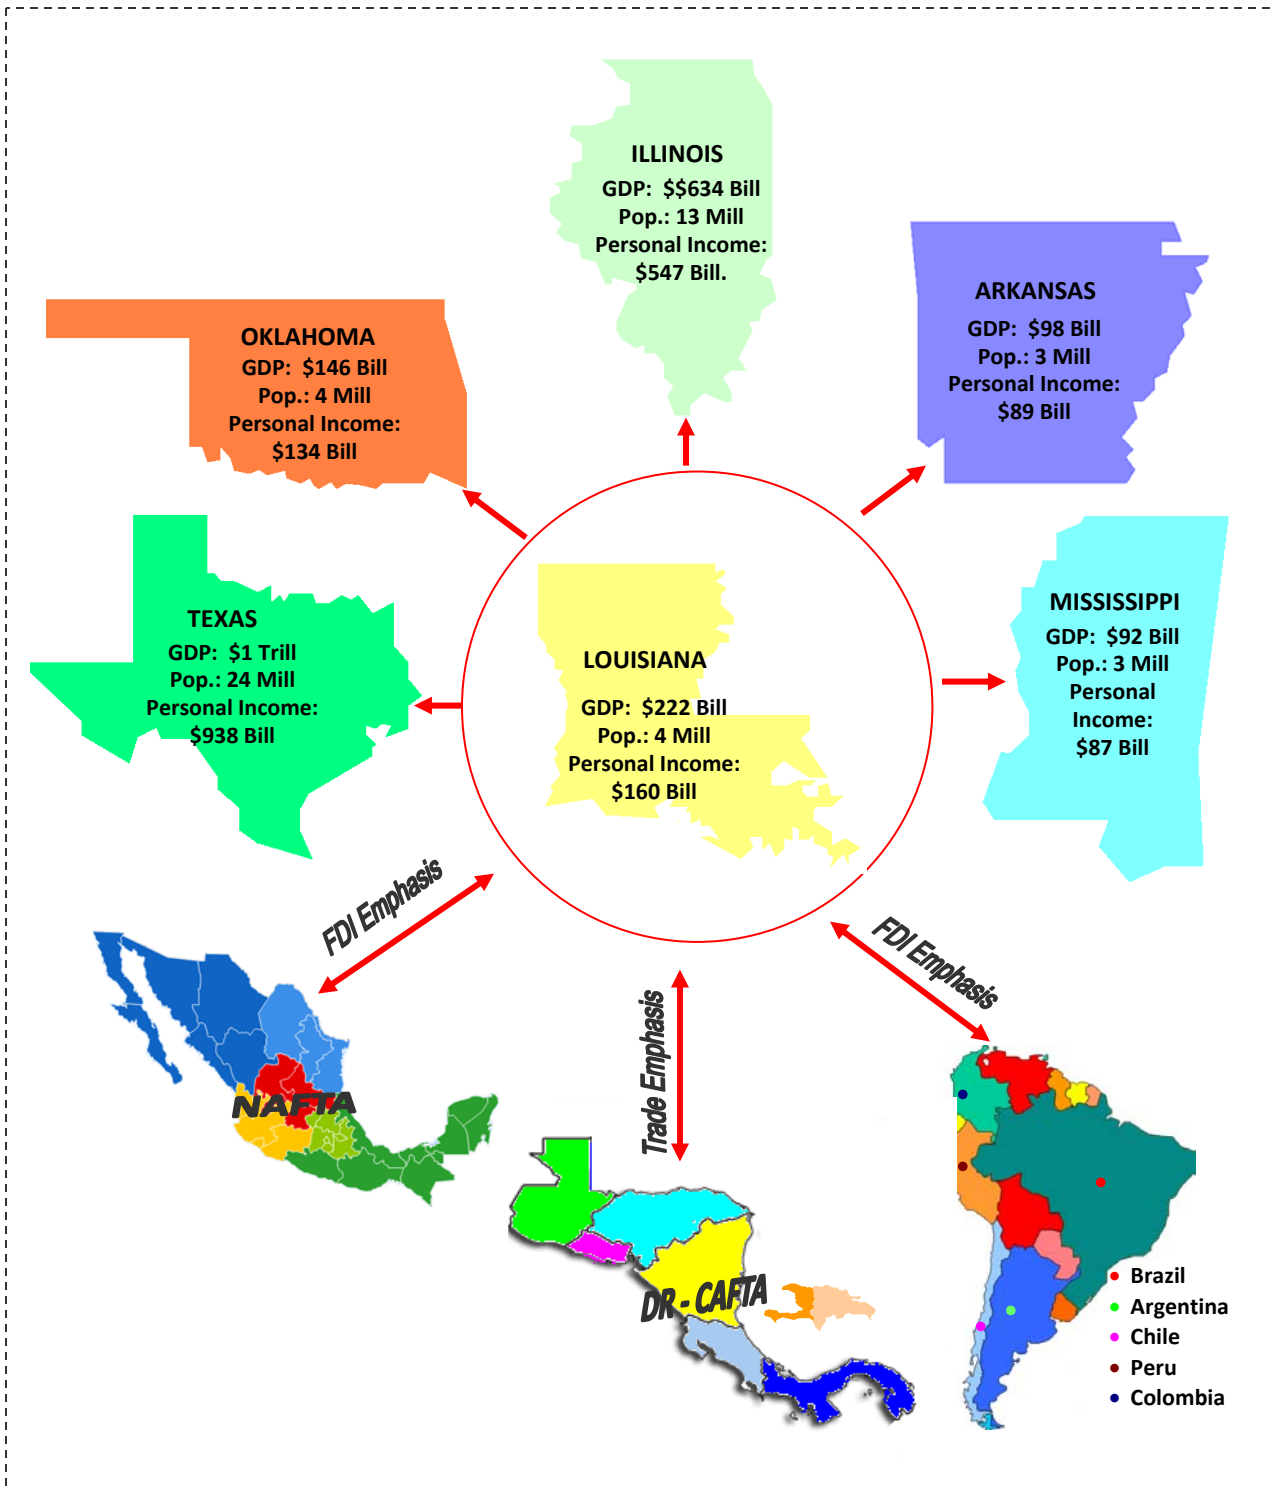 ILLINOIS
GDP:  $$634 Bill
Pop.: 13 Mill
Personal Income:
$547 Bill.
ARKANSAS
GDP:  $98 Bill
Pop.: 3 Mill
Personal Income:
$89 Bill
OKLAHOMA
GDP:  $146 Bill
Pop.: 4 Mill
Personal Income:
$134 Bill
TEXAS
GDP:  $1 Trill
Pop.: 24 Mill
Personal Income:
$938 Bill
LOUISIANA
GDP:  $222 Bill
Pop.: 4 Mill
Personal Income:
$160 Bill
MISSISSIPPI
GDP:  $92 Bill
Pop.: 3 Mill
Personal
Income:
$87 Bill
FDI Emphasis
Trade Emphasis
FDI Emphasis
NAFTA
DR - CAFTA
• Brazil
• Argentina
• Chile
• Peru
• Colombia